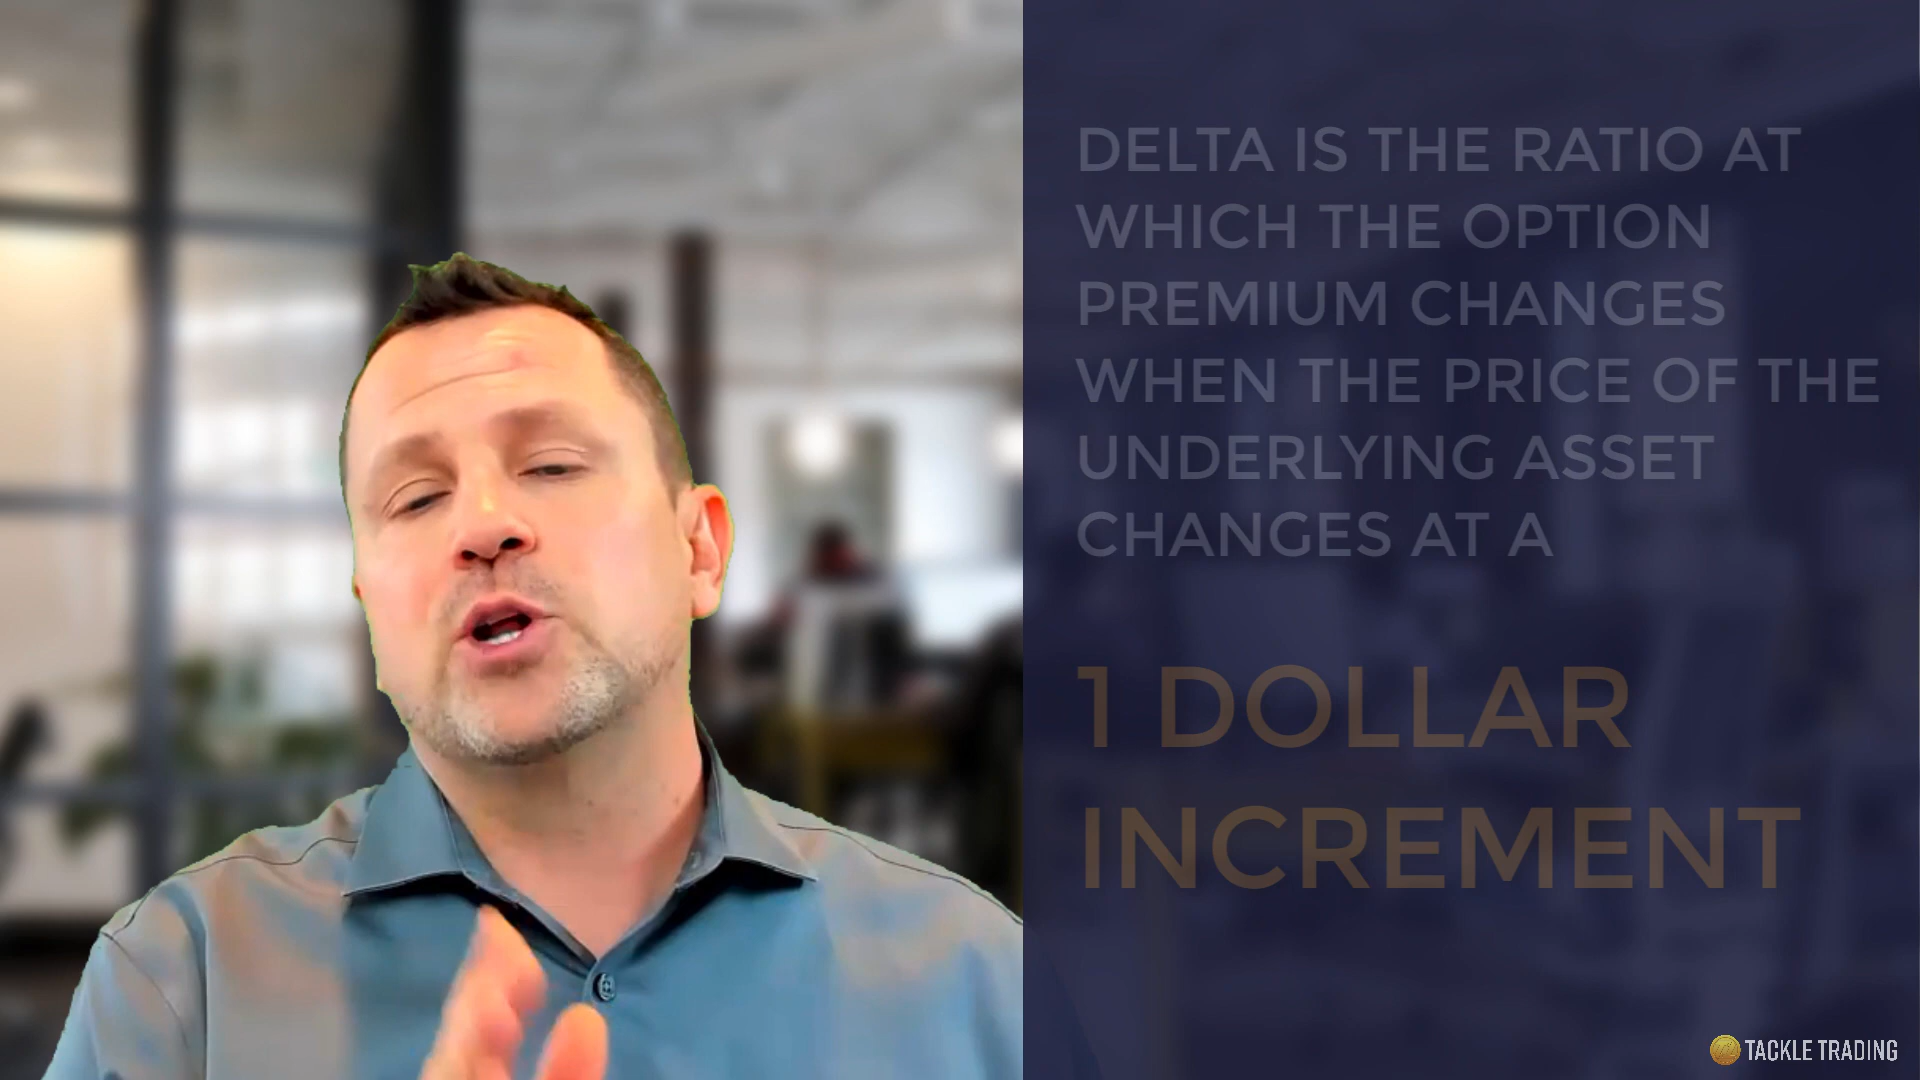 DELTA IS THE RATIO AT
WHICH THE OPTION
PREMIUM CHANGES
WHEN THE PRICE OF THE
UNDERLYING ASSET
CHANGES AT A
1 DOLLAR
INCREMENT
TACKLE TRADING